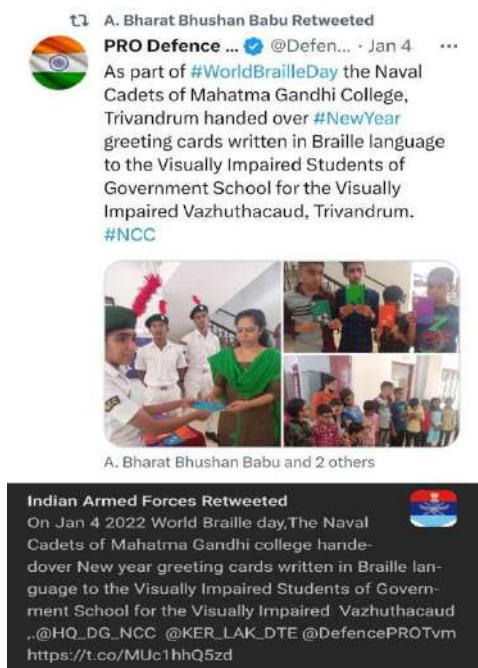 A. Bharat Bhushan Babu Retweeted
PRO Defence ... @Defen... · Jan 4 ...
As part of #WorldBrailleDay the Naval
Cadets of Mahatma Gandhi College,
Trivandrum handed over #NewYear
greeting cards written in Braille language
to the Visually Impaired Students of
Government School for the Visually
Impaired Vazhuthacaud, Trivandrum.
#NCC
A. Bharat Bhushan Babu and 2 others
Indian Armed Forces Retweeted
On Jan 4 2022 World Braille day,The Naval
Cadets of Mahatma Gandhi college hande-
dover New year greeting cards written in Braille lan-
guage to the Visually Impaired Students of Govern-
ment School for the Visually Impaired Vazhuthacaud
,.@HQ_DG_NCC @KER_LAK_DTE @DefencePROTvm
https://t.co/MUc1hhQ5zd